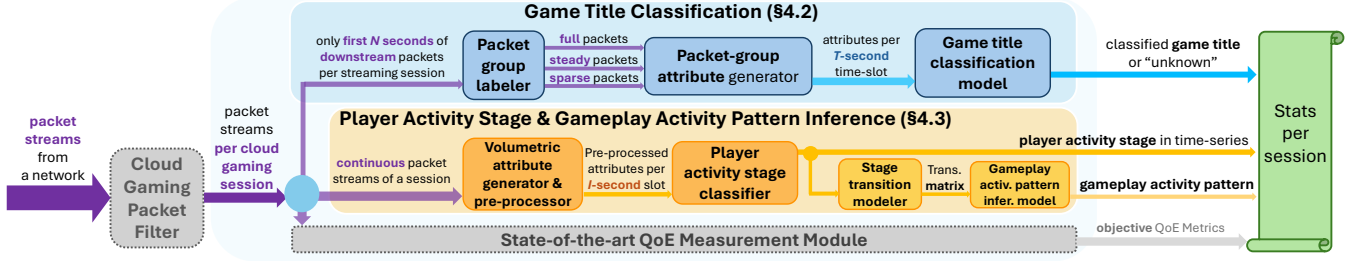 Game Title Classification (§4.2)
only first N seconds of
downstream packets
per streaming session
Packet
group
labeler
full packets
steady packets
sparse packets
Packet-group
attribute generator
attributes per
T-second
time-slot
Game title
classification
model
classified game title
or “unknown”
packet
streams
from
a network
Cloud
Gaming
Packet
Filter
packet
streams
per cloud
gaming
session
Player Activity Stage & Gameplay Activity Pattern Inference (§4.3)
continuous packet
streams of a session
Volumetric
attribute
generator &
pre-processor
Pre-processed
attributes per
I-second slot
Player
activity stage
classifier
player activity stage in time-series
Stage
transition
modeler
Trans.
matrix
Gameplay
activ. pattern
infer. model
gameplay activity pattern
State-of-the-art QoE Measurement Module
objective QoE Metrics
Stats
per
session